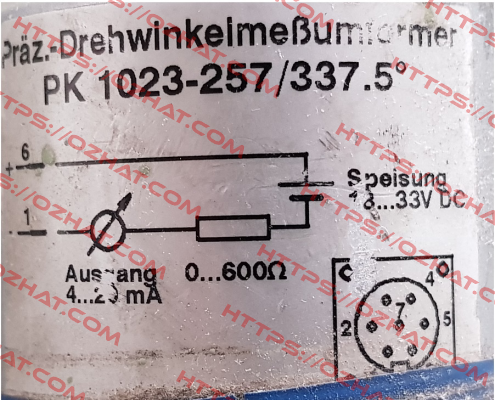 Präz.-Drehwinkelmeßumformer
PK 1023-257/337.5°
+ 6
- 1
Speisung
18...33V DC
Ausgang
4...20 mA
0...600Ω
4
7
2
5
HTTPS://OZHAT.COM/